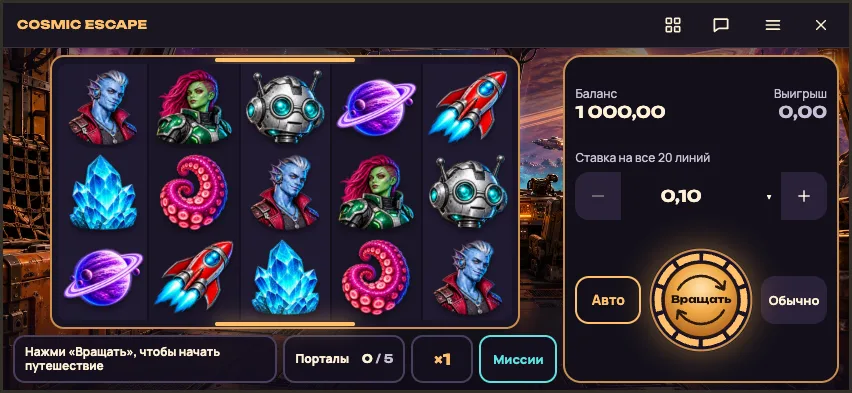 COSMIC ESCAPE
Баланс
Выигрыш
1 000,00
0,00
Ставка на все 20 линий
−
0,10
▾
+
Авто
Вращать
Обычно
Нажми «Вращать», чтобы начать
путешествие
Порталы 0 / 5
×1
Миссии